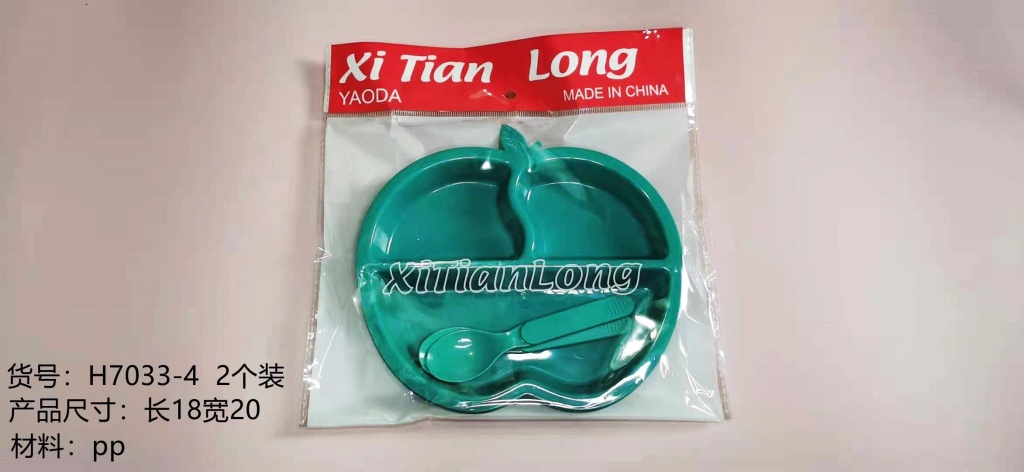 Xi Tian Long
YAODA
MADE IN CHINA
XiTianLong
货号：H7033-4 2个装
产品尺寸：长18宽20
材料：pp